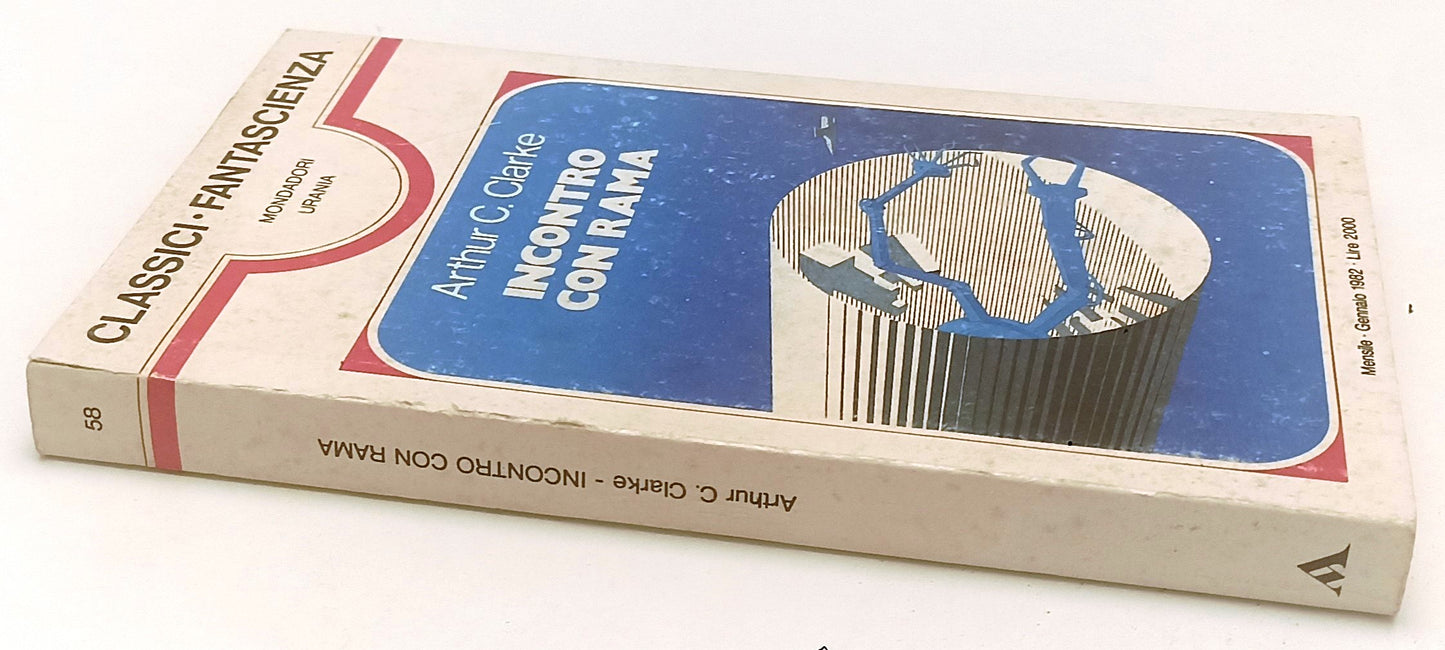 CLASSICI · FANTASCIENZA
MONDADORI
URANIA
Arthur C. Clarke
INCONTRO
CON RAMA
Mensile · Gennaio 1982 · Lire 2000
58
Arthur C. Clarke - INCONTRO CON RAMA